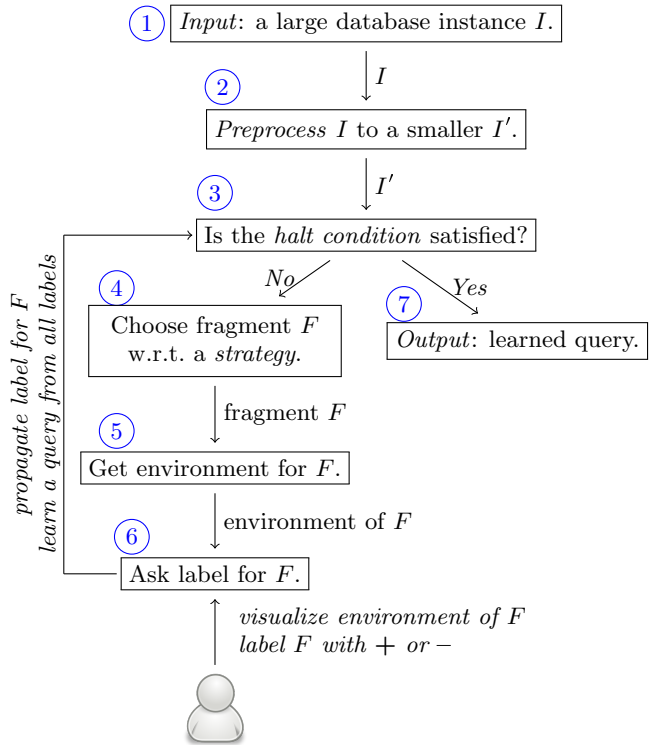 1
Input: a large database instance I.
I
2
Preprocess I to a smaller I′.
I′
3
Is the halt condition satisfied?
No
Yes
4
Choose fragment F
w.r.t. a strategy.
7
Output: learned query.
fragment F
5
Get environment for F.
environment of F
6
Ask label for F.
propagate label for F
learn a query from all labels
visualize environment of F
label F with + or −